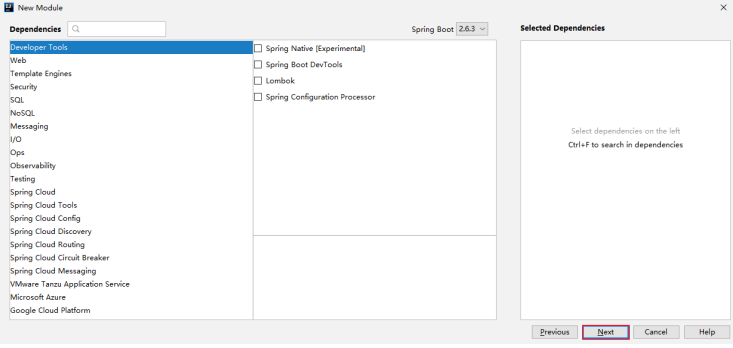 New Module
Dependencies
Spring Boot 2.6.3
Selected Dependencies
Developer Tools
Web
Template Engines
Security
SQL
NoSQL
Messaging
I/O
Ops
Observability
Testing
Spring Cloud
Spring Cloud Tools
Spring Cloud Config
Spring Cloud Discovery
Spring Cloud Routing
Spring Cloud Circuit Breaker
Spring Cloud Messaging
VMware Tanzu Application Service
Microsoft Azure
Google Cloud Platform
Spring Native [Experimental]
Spring Boot DevTools
Lombok
Spring Configuration Processor
Select dependencies on the left
Ctrl+F to search in dependencies
Previous
Next
Cancel
Help